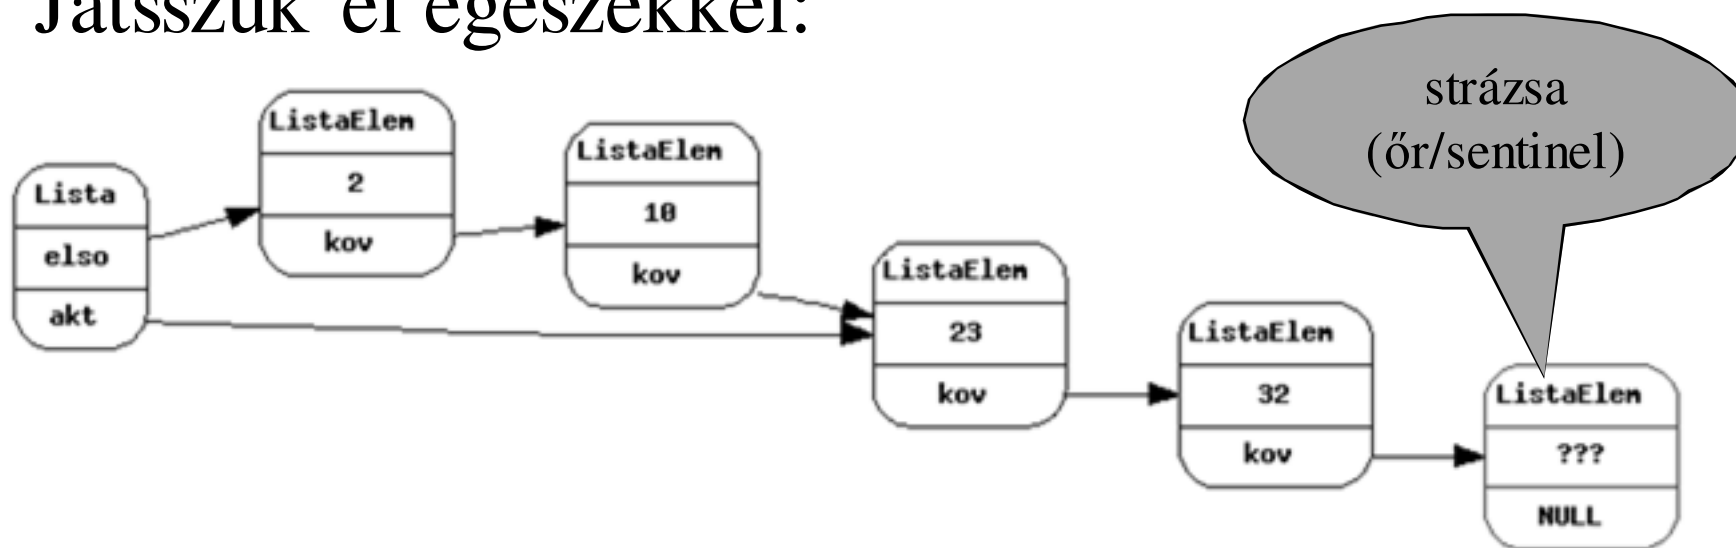 Játsszuk el egészekkel:
strázsa
(őr/sentinel)
Lista
elso
akt
ListaElem
2
kov
ListaElem
10
kov
ListaElem
23
kov
ListaElem
32
kov
ListaElem
???
NULL